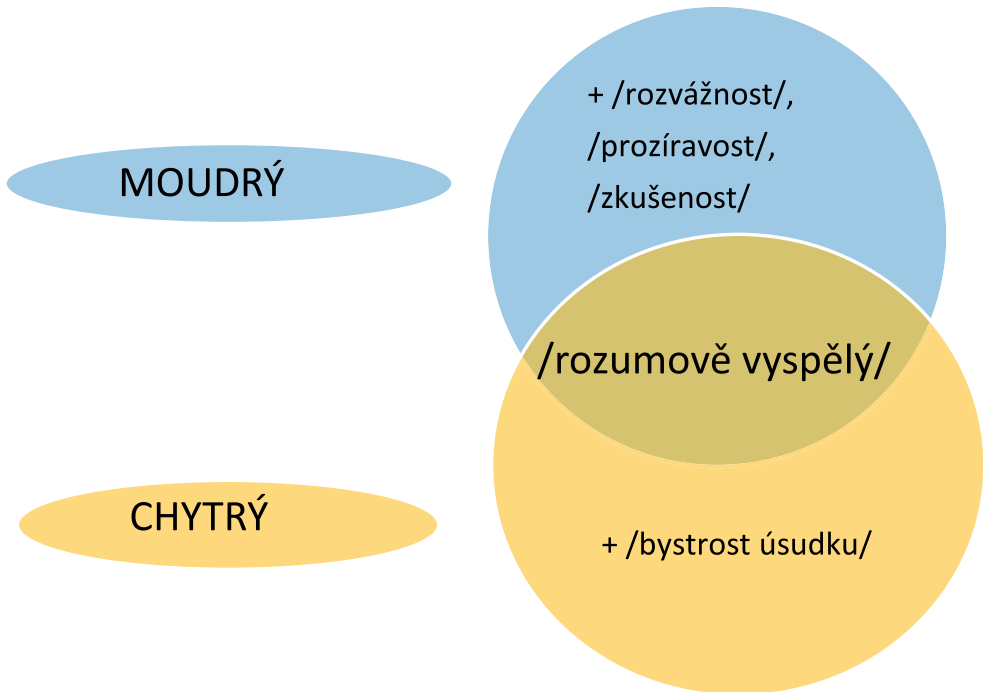 MOUDRÝ
+ /rozvážnost/,
/prozíravost/,
/zkušenost/
/rozumově vyspělý/
CHYTRÝ
+ /bystrost úsudku/